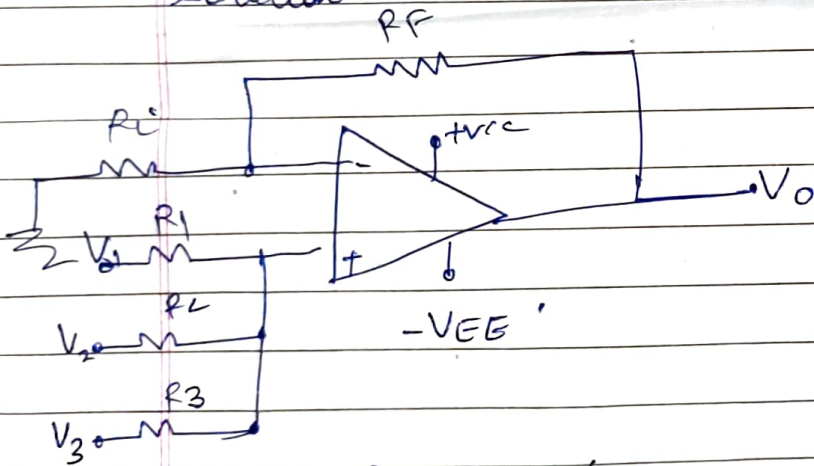 RF
Ri
+VCC
-
Vo
R1
V1
+
R2
V2
-VEE
R3
V3